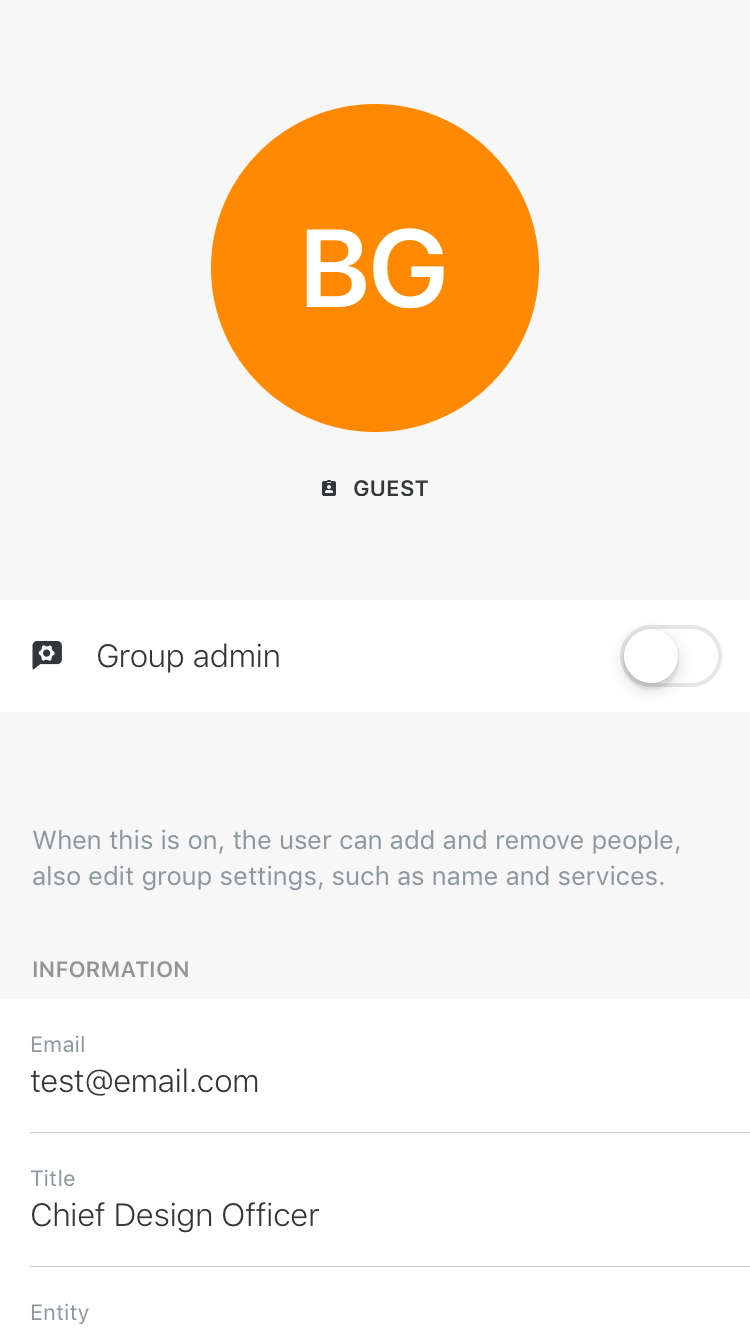 BG
GUEST
Group admin
When this is on, the user can add and remove people,
also edit group settings, such as name and services.
INFORMATION
Email
test@email.com
Title
Chief Design Officer
Entity